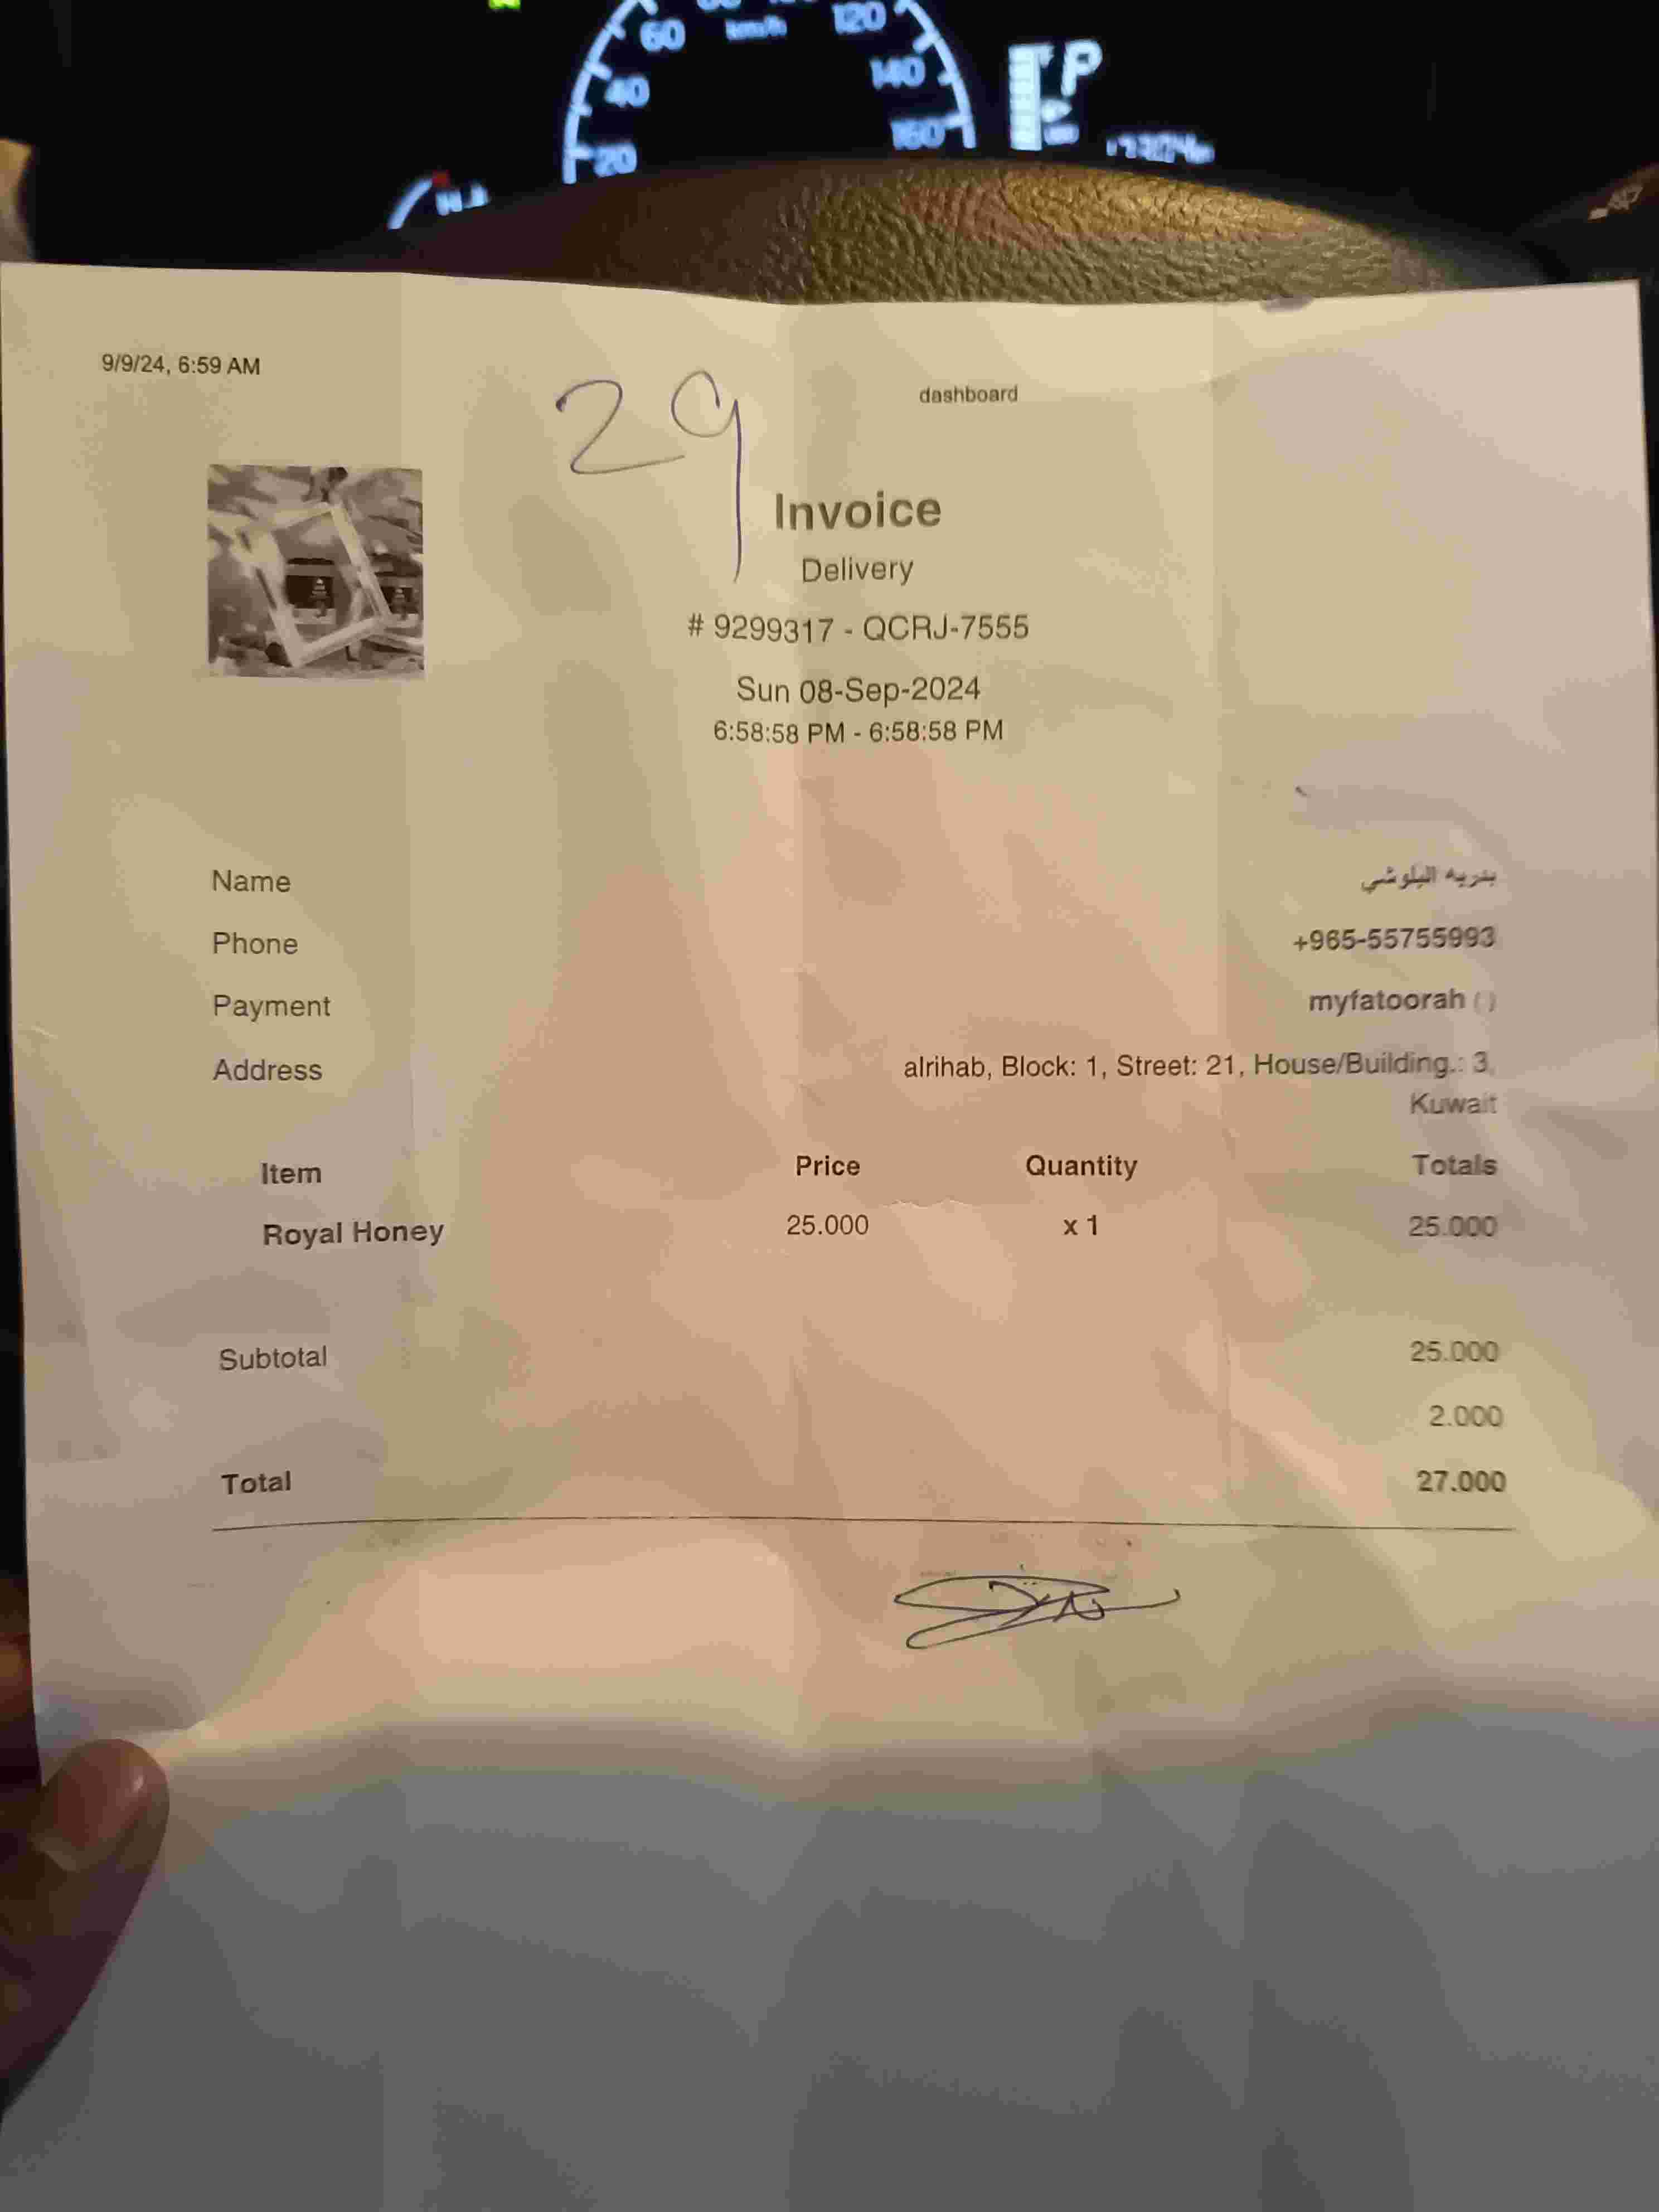 60 km/h 120
40 140
20 160
P
9/9/24, 6:59 AM
dashboard
29
Invoice
Delivery
# 9299317 - QCRJ-7555
Sun 08-Sep-2024
6:58:58 PM - 6:58:58 PM
Name بدريه البلوشي
Phone +965-55755993
Payment myfatoorah ()
Address alrihab, Block: 1, Street: 21, House/Building.: 3,
Kuwait
Item Price Quantity Totals
Royal Honey 25.000 x 1 25.000
Subtotal 25.000
2.000
Total 27.000